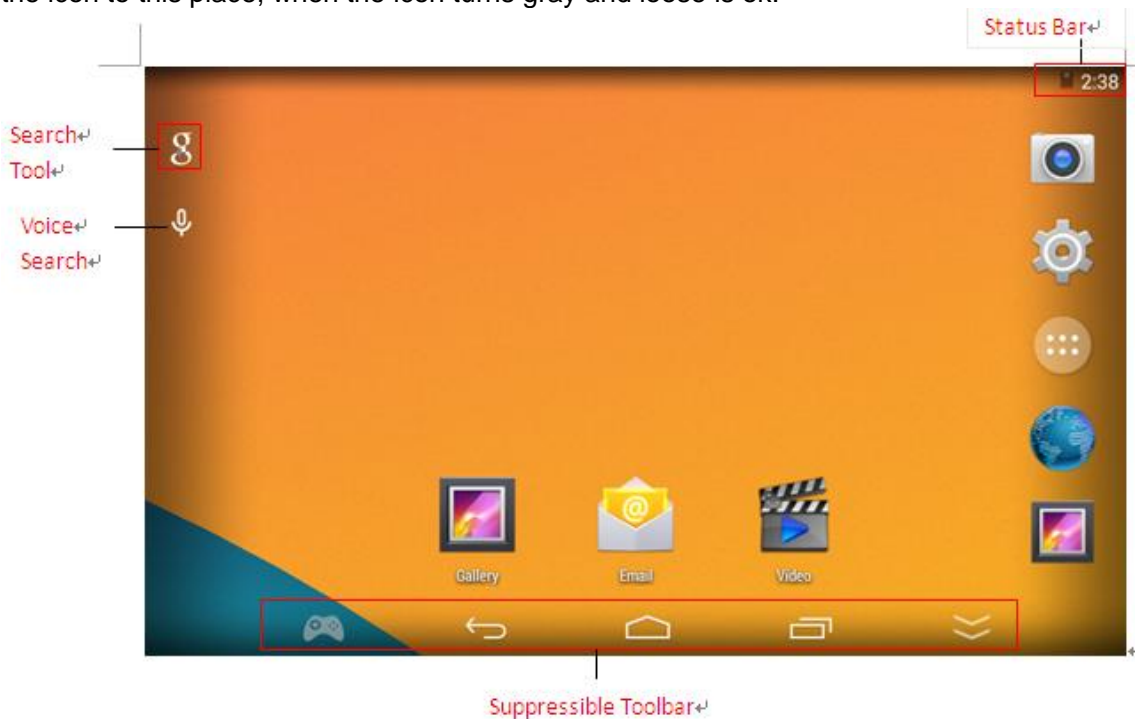 the icon to this place, when the icon turns gray and loose is ok.
Status Bar
2:38
Search
Tool
g
Voice
Search
@
Gallery
Email
Video
Suppressible Toolbar